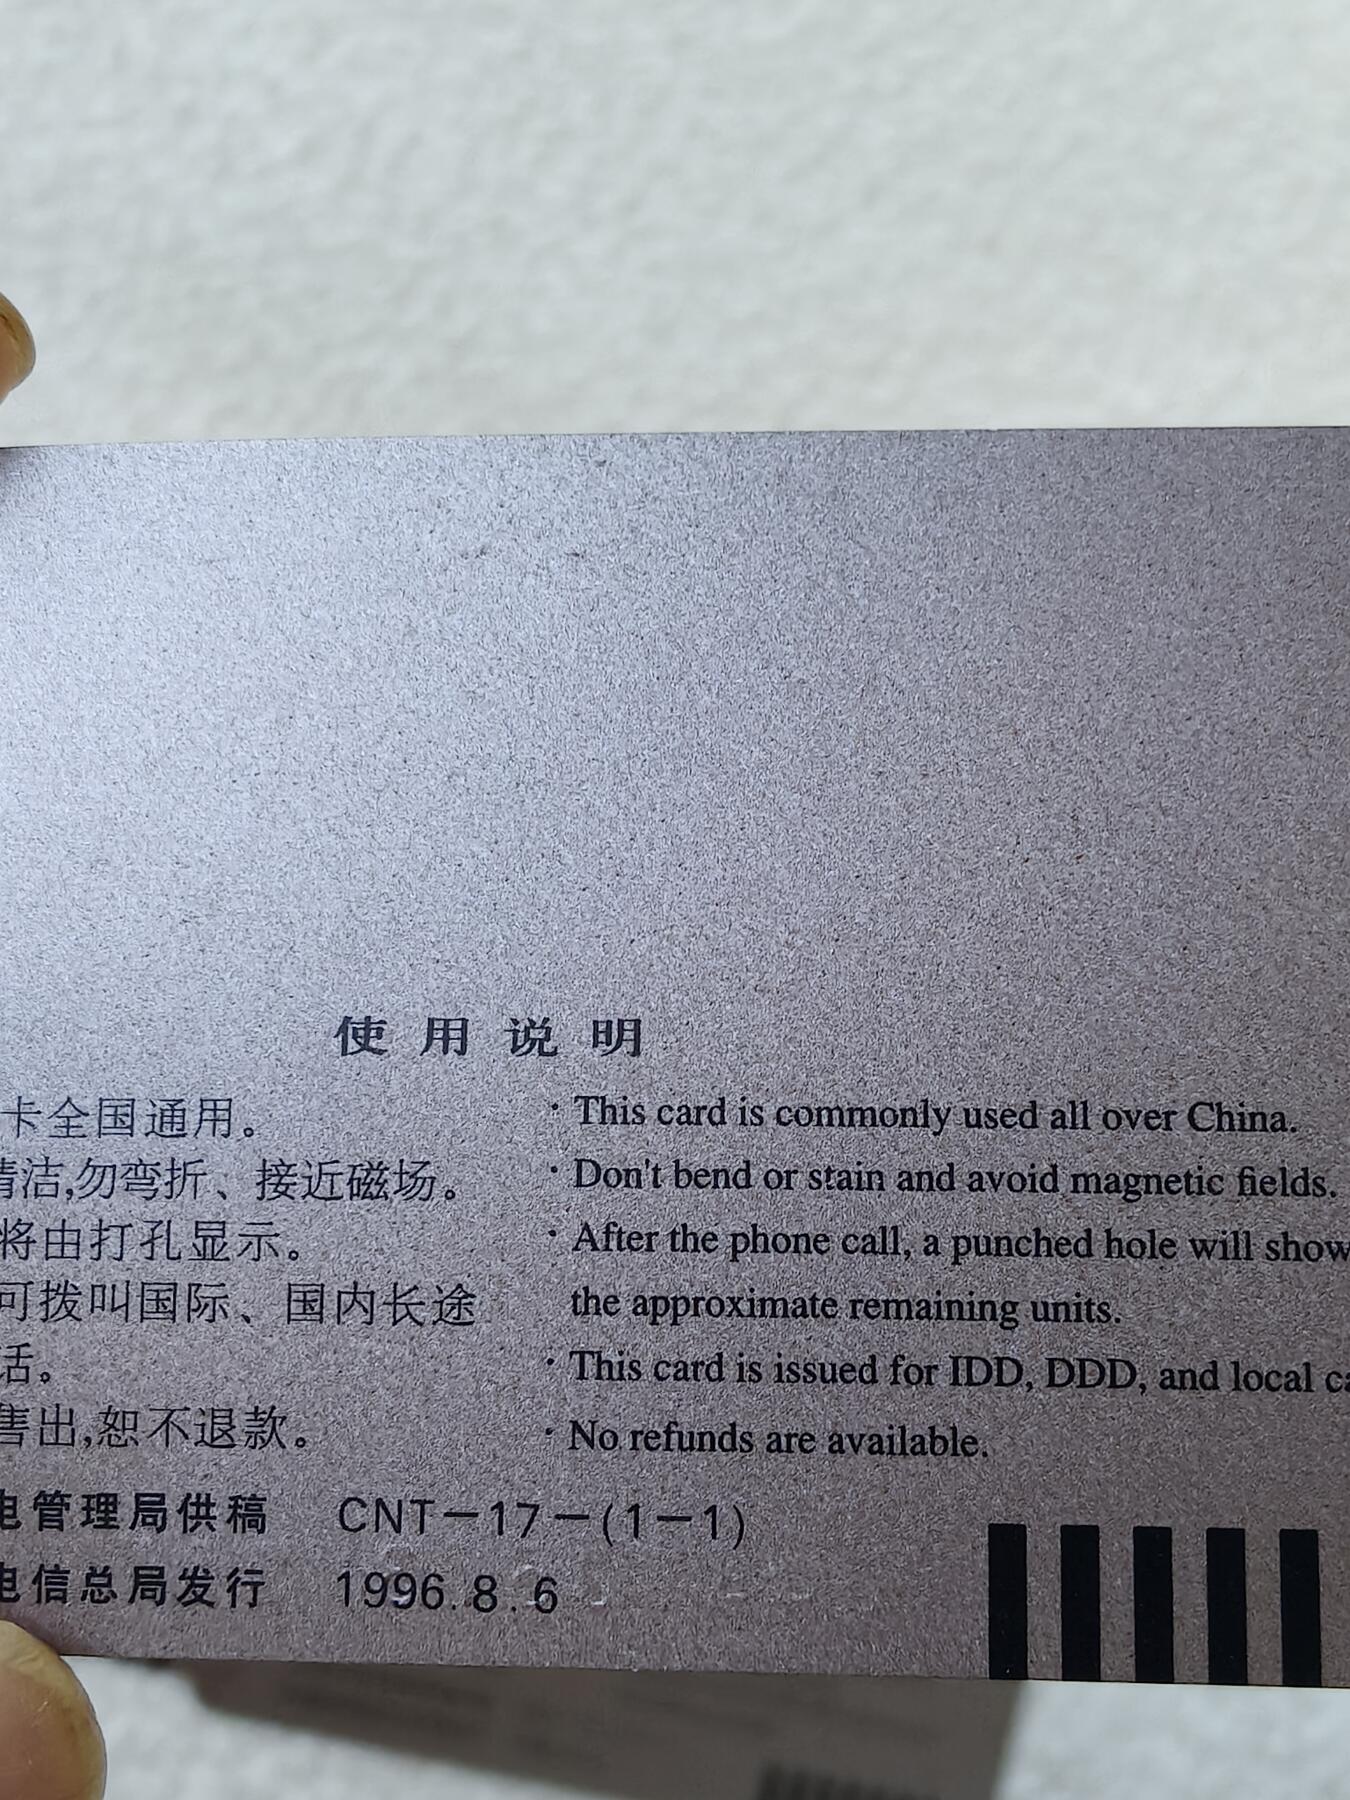 使用说明
卡全国通用。
清洁,勿弯折、接近磁场。
将由打孔显示。
可拨叫国际、国内长途
话。
售出,恕不退款。
· This card is commonly used all over China.
· Don't bend or stain and avoid magnetic fields.
· After the phone call, a punched hole will show
the approximate remaining units.
· This card is issued for IDD, DDD, and local
· No refunds are available.
电管理局供稿 CNT-17-(1-1)
电信总局发行 1996.8.6